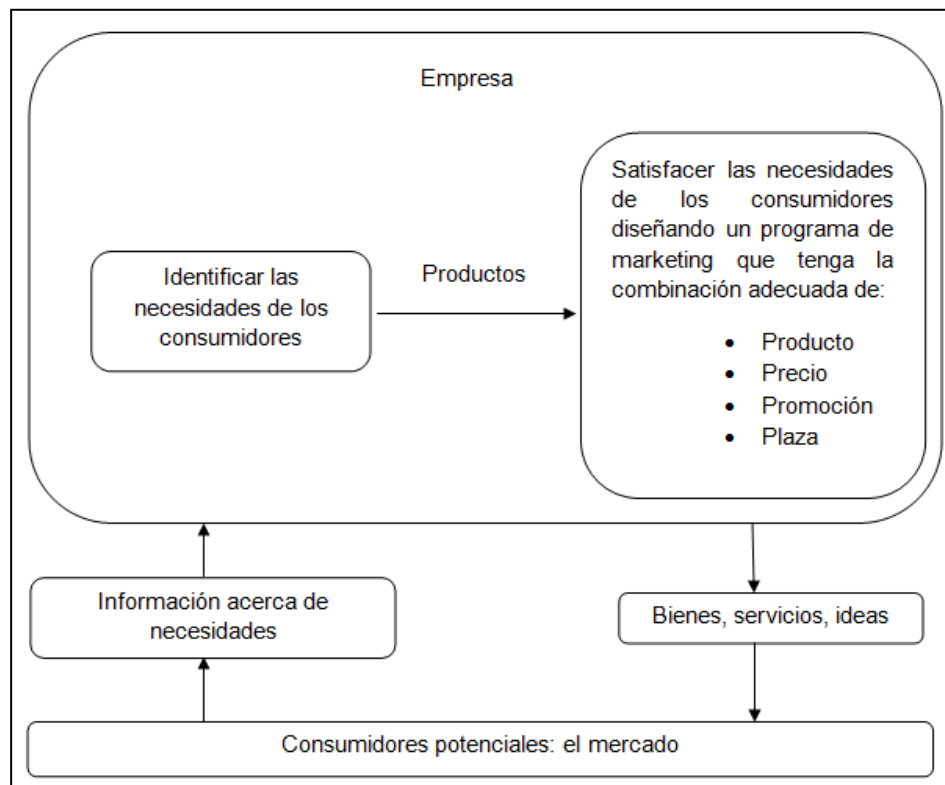 Empresa
Identificar las
necesidades de los
consumidores
Productos
Satisfacer las necesidades
de los consumidores
diseñando un programa de
marketing que tenga la
combinación adecuada de:
• Producto
• Precio
• Promoción
• Plaza
Información acerca de
necesidades
Bienes, servicios, ideas
Consumidores potenciales: el mercado